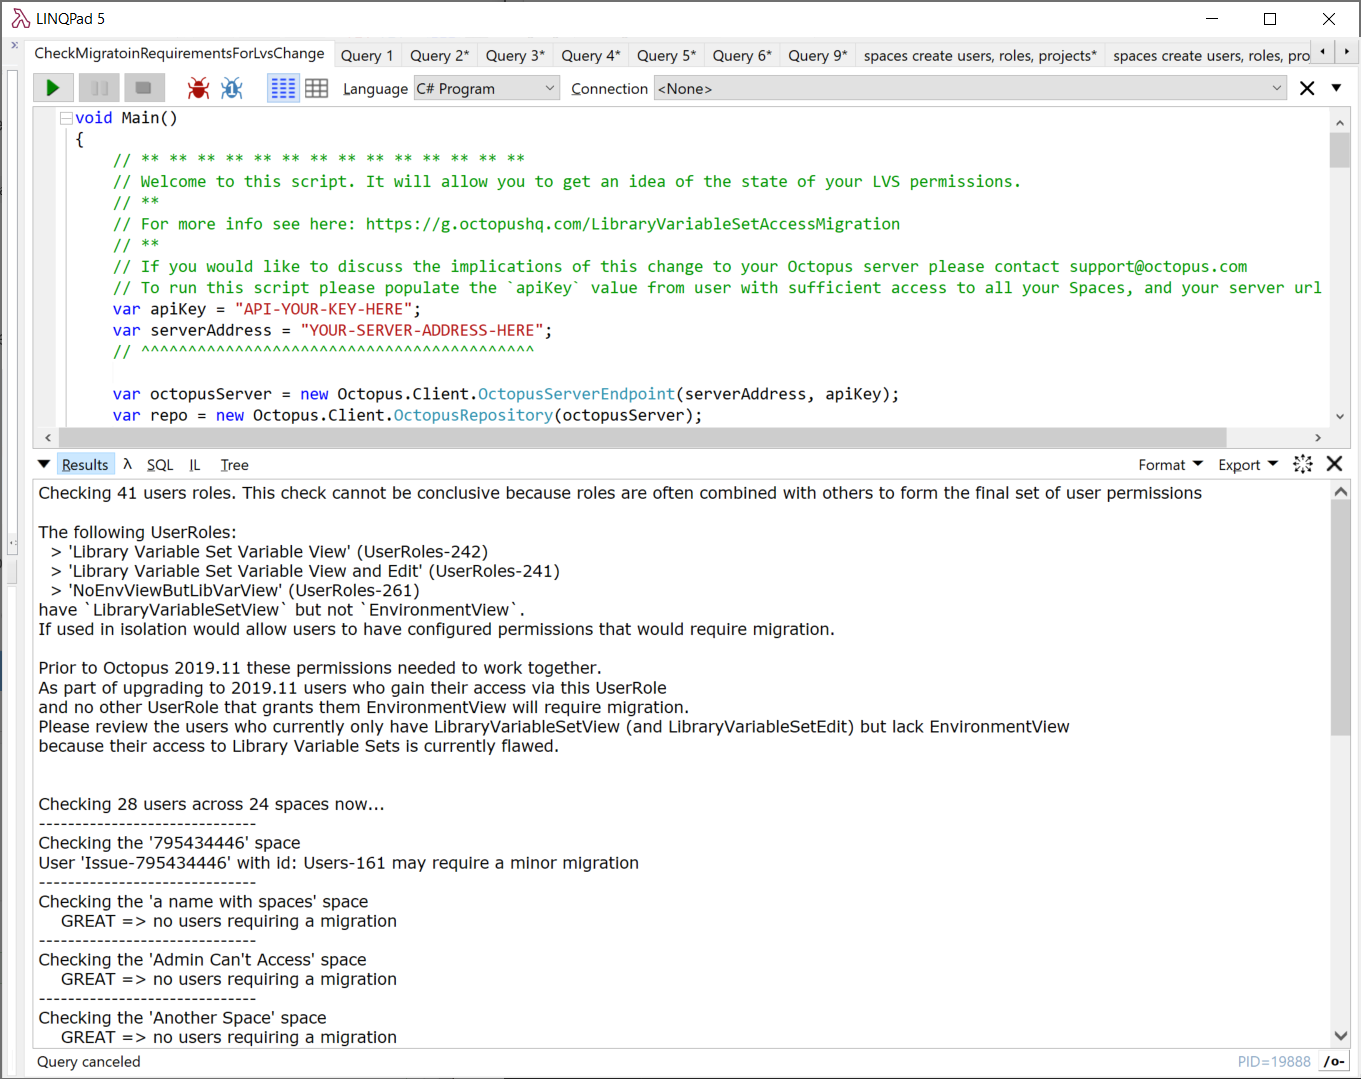 LINQPad 5
CheckMigratoinRequirementsForLvsChange Query 1 Query 2* Query 3* Query 4* Query 5* Query 6* Query 9* spaces create users, roles, projects* spaces create users, roles, pro
Language C# Program Connection <None>
void Main()
{
// ** ** ** ** ** ** ** ** ** ** ** ** ** **
// Welcome to this script. It will allow you to get an idea of the state of your LVS permissions.
// **
// For more info see here: https://g.octopushq.com/LibraryVariableSetAccessMigration
// **
// If you would like to discuss the implications of this change to your Octopus server please contact support@octopus.com
// To run this script please populate the `apiKey` value from user with sufficient access to all your Spaces, and your server url
var apiKey = "API-YOUR-KEY-HERE";
var serverAddress = "YOUR-SERVER-ADDRESS-HERE";
// ^^^^^^^^^^^^^^^^^^^^^^^^^^^^^^^^^^^^^^^^^^
var octopusServer = new Octopus.Client.OctopusServerEndpoint(serverAddress, apiKey);
var repo = new Octopus.Client.OctopusRepository(octopusServer);
Results λ SQL IL Tree Format Export
Checking 41 users roles. This check cannot be conclusive because roles are often combined with others to form the final set of user permissions
The following UserRoles:
> 'Library Variable Set Variable View' (UserRoles-242)
> 'Library Variable Set Variable View and Edit' (UserRoles-241)
> 'NoEnvViewButLibVarView' (UserRoles-261)
have `LibraryVariableSetView` but not `EnvironmentView`.
If used in isolation would allow users to have configured permissions that would require migration.
Prior to Octopus 2019.11 these permissions needed to work together.
As part of upgrading to 2019.11 users who gain their access via this UserRole
and no other UserRole that grants them EnvironmentView will require migration.
Please review the users who currently only have LibraryVariableSetView (and LibraryVariableSetEdit) but lack EnvironmentView
because their access to Library Variable Sets is currently flawed.
Checking 28 users across 24 spaces now...
------------------------------
Checking the '795434446' space
User 'Issue-795434446' with id: Users-161 may require a minor migration
------------------------------
Checking the 'a name with spaces' space
GREAT => no users requiring a migration
------------------------------
Checking the 'Admin Can't Access' space
GREAT => no users requiring a migration
------------------------------
Checking the 'Another Space' space
GREAT => no users requiring a migration
Query canceled PID=19888 /o-